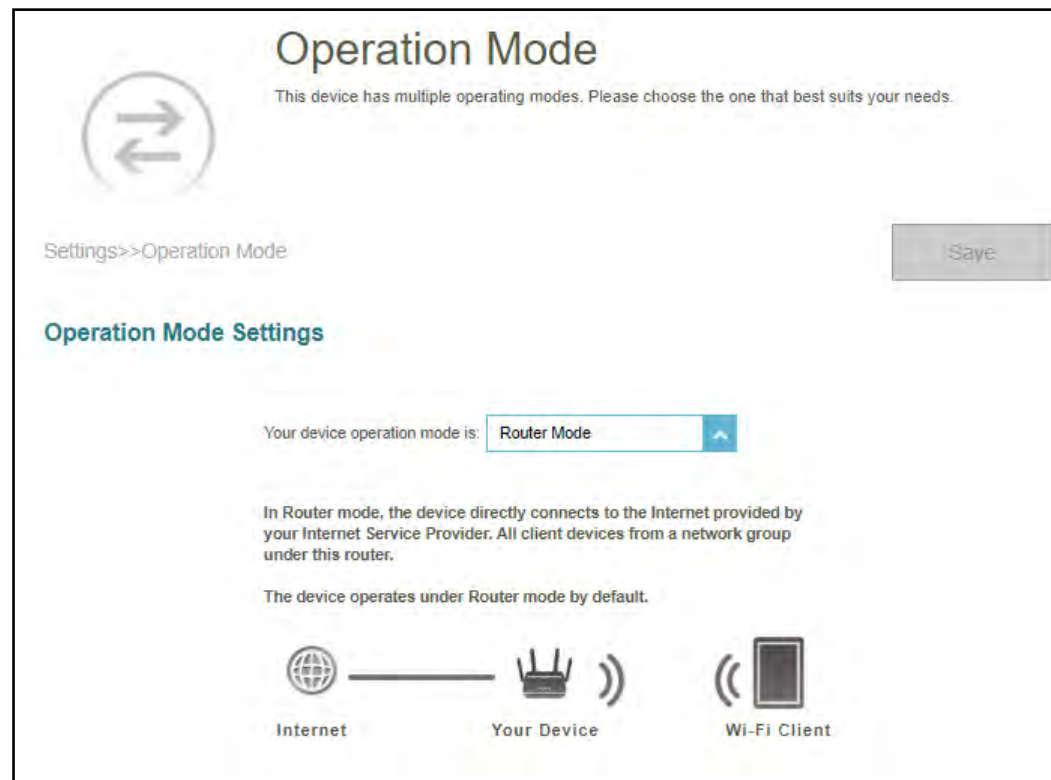 Operation Mode
This device has multiple operating modes. Please choose the one that best suits your needs.
Settings>>Operation Mode
Save
Operation Mode Settings
Your device operation mode is: Router Mode
In Router mode, the device directly connects to the Internet provided by
your Internet Service Provider. All client devices from a network group
under this router.
The device operates under Router mode by default.
Internet Your Device Wi-Fi Client